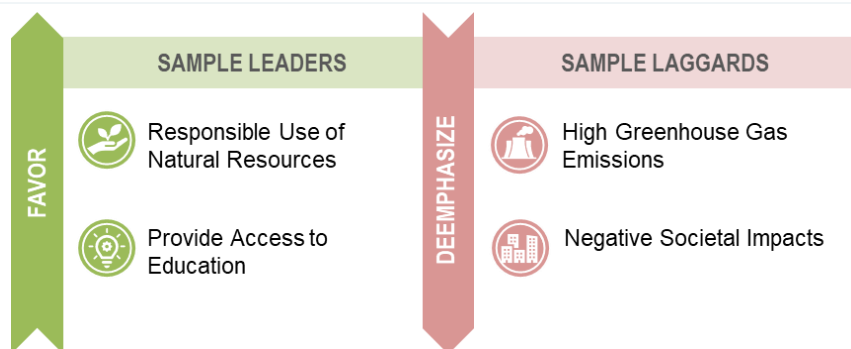 FAVOR
SAMPLE LEADERS
Responsible Use of
Natural Resources
Provide Access to
Education
DEEMPHASIZE
SAMPLE LAGGARDS
High Greenhouse Gas
Emissions
Negative Societal Impacts